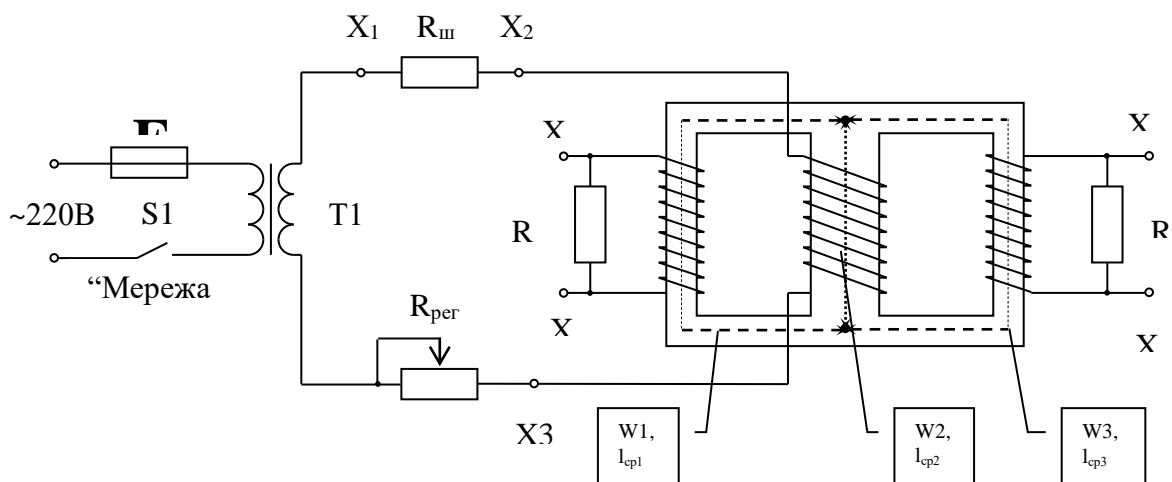 X₁ Rш X₂
F
X
X
~220В
S1
T1
R
R
“Мережа
Rрег
X
X
X3
W1,
lср1
W2,
lср2
W3,
lср3